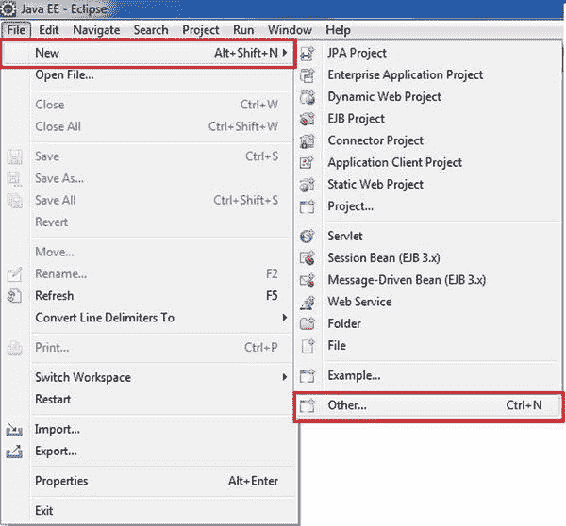 Java EE - Eclipse
File Edit Navigate Search Project Run Window Help
New Alt+Shift+N
Open File...
Close Ctrl+W
Close All Ctrl+Shift+W
Save Ctrl+S
Save As...
Save All Ctrl+Shift+S
Revert
Move...
Rename... F2
Refresh F5
Convert Line Delimiters To
Print... Ctrl+P
Switch Workspace
Restart
Import...
Export...
Properties Alt+Enter
Exit
JPA Project
Enterprise Application Project
Dynamic Web Project
EJB Project
Connector Project
Application Client Project
Static Web Project
Project...
Servlet
Session Bean (EJB 3.x)
Message-Driven Bean (EJB 3.x)
Web Service
Folder
File
Example...
Other... Ctrl+N